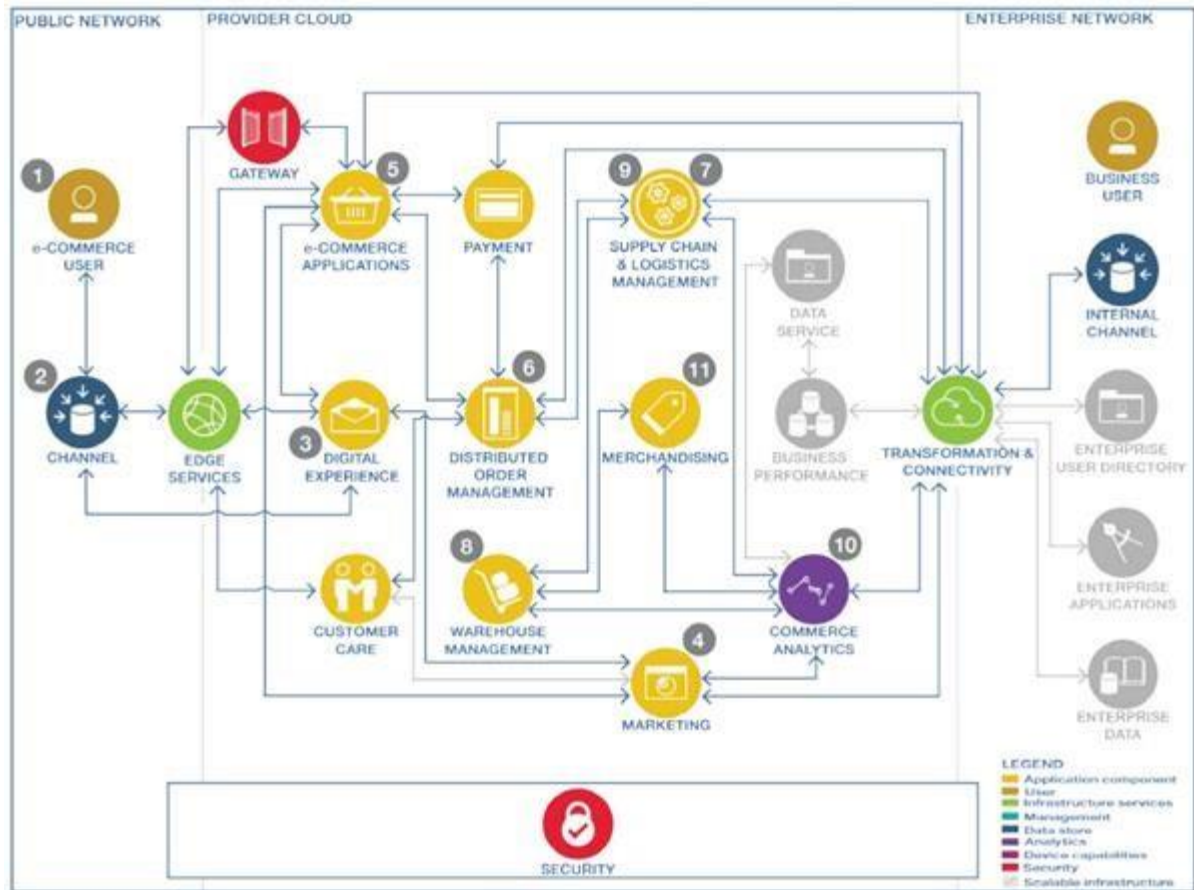 PUBLIC NETWORK
PROVIDER CLOUD
ENTERPRISE NETWORK
GATEWAY
1
e-COMMERCE
USER
5
e-COMMERCE
APPLICATIONS
PAYMENT
9
7
SUPPLY CHAIN
& LOGISTICS
MANAGEMENT
BUSINESS
USER
DATA
SERVICE
INTERNAL
CHANNEL
2
CHANNEL
EDGE
SERVICES
3
DIGITAL
EXPERIENCE
6
DISTRIBUTED
ORDER
MANAGEMENT
11
MERCHANDISING
BUSINESS
PERFORMANCE
TRANSFORMATION
& CONNECTIVITY
ENTERPRISE
USER DIRECTORY
CUSTOMER
CARE
8
WAREHOUSE
MANAGEMENT
10
COMMERCE
ANALYTICS
ENTERPRISE
APPLICATIONS
4
MARKETING
ENTERPRISE
DATA
SECURITY
LEGEND
Application component
User
Infrastructure services
Management
Data store
Analytics
Device capabilities
Security
Scalable infrastructure